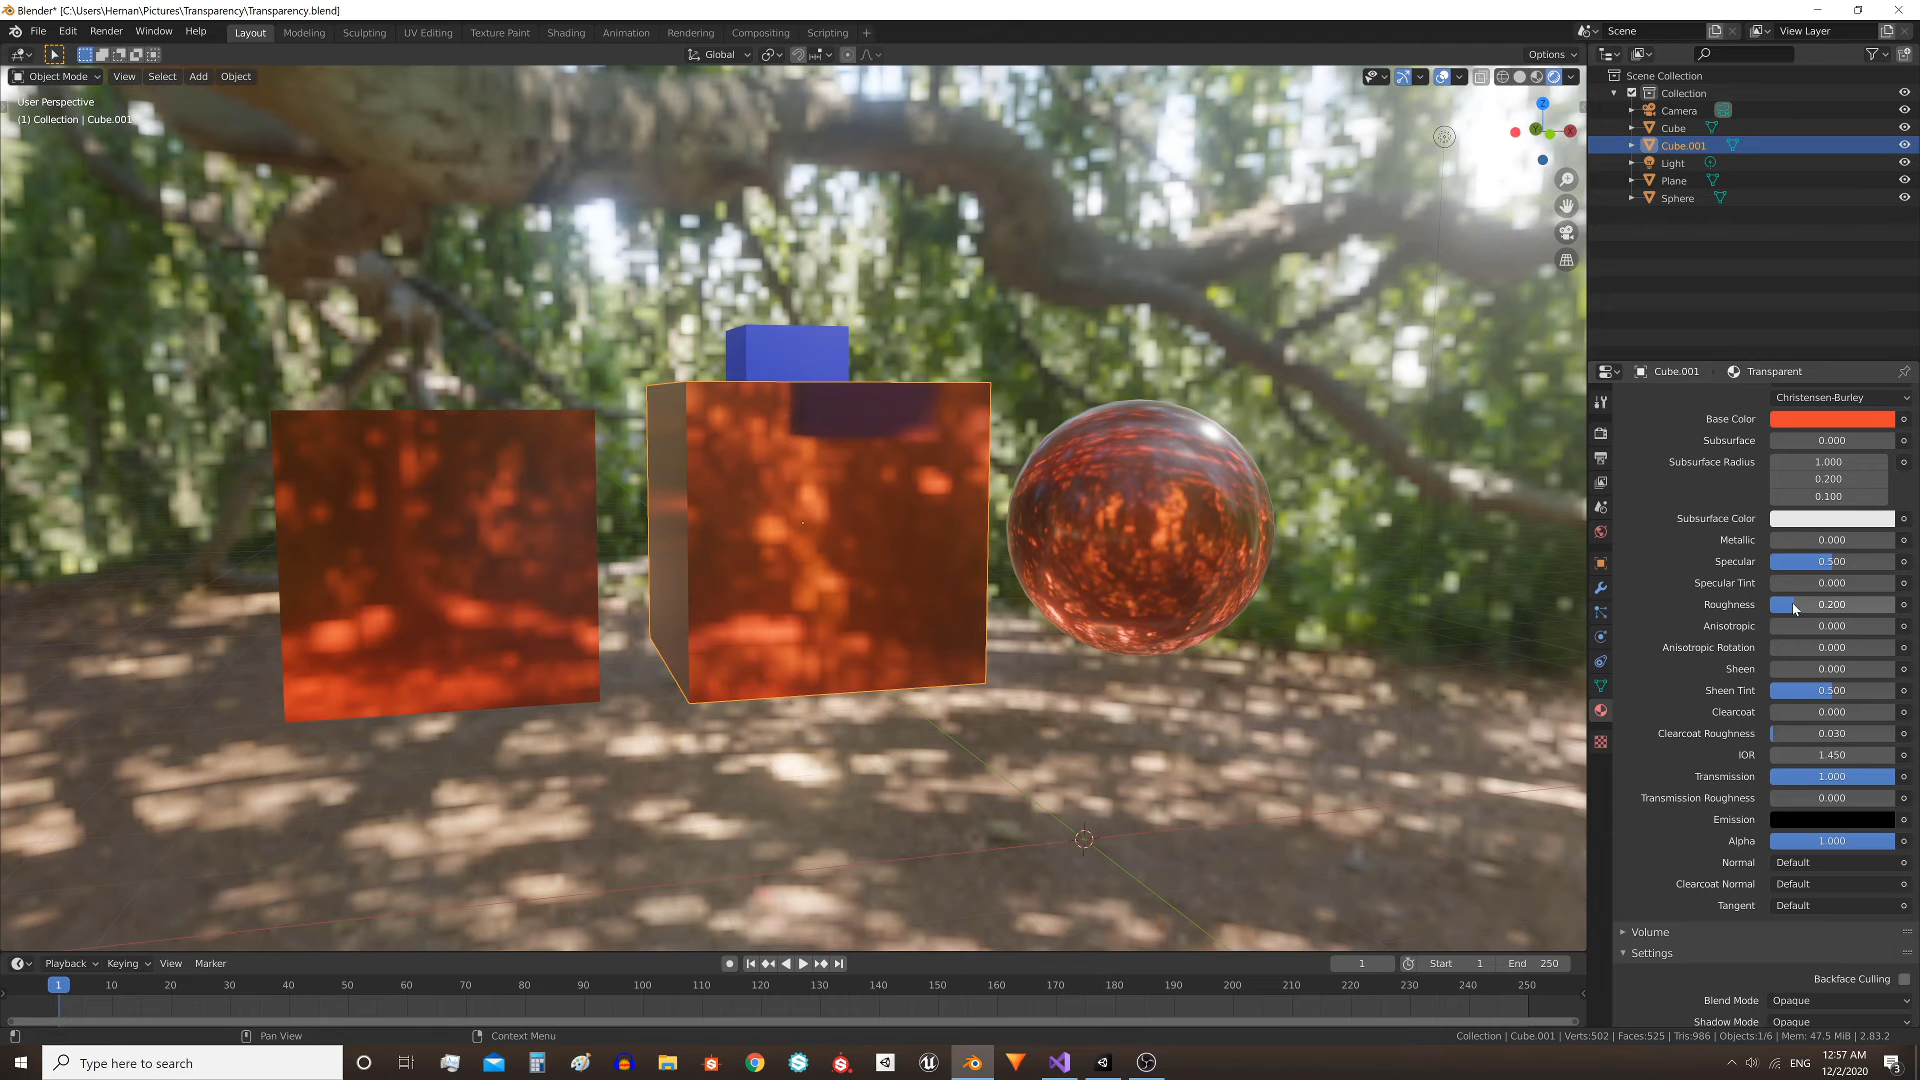 Blender* [C:\Users\Hernan\Pictures\Transparency\Transparency.blend]
File Edit Render Window Help
Layout Modeling Sculpting UV Editing Texture Paint Shading Animation Rendering Compositing Scripting +
Scene
View Layer
Global
Options
Object Mode View Select Add Object
User Perspective
(1) Collection | Cube.001
Z
Y
X
Scene Collection
Collection
Camera
Cube
Cube.001
Light
Plane
Sphere
Cube.001 Transparent
Christensen-Burley
Base Color
Subsurface 0.000
Subsurface Radius 1.000
0.200
0.100
Subsurface Color
Metallic 0.000
Specular 0.500
Specular Tint 0.000
Roughness 0.200
Anisotropic 0.000
Anisotropic Rotation 0.000
Sheen 0.000
Sheen Tint 0.500
Clearcoat 0.000
Clearcoat Roughness 0.030
IOR 1.450
Transmission 1.000
Transmission Roughness 0.000
Emission
Alpha 1.000
Normal Default
Clearcoat Normal Default
Tangent Default
Volume
Settings
Backface Culling
Blend Mode Opaque
Shadow Mode Opaque
Playback Keying View Marker
1 Start 1 End 250
1 10 20 30 40 50 60 70 80 90 100 110 120 130 140 150 160 170 180 190 200 210 220 230 240 250
Pan View
Context Menu
Collection | Cube.001 | Verts:502 | Faces:525 | Tris:986 | Objects:1/6 | Mem: 47.5 MiB | 2.83.2
Type here to search
ENG
12:57 AM
12/2/2020
3